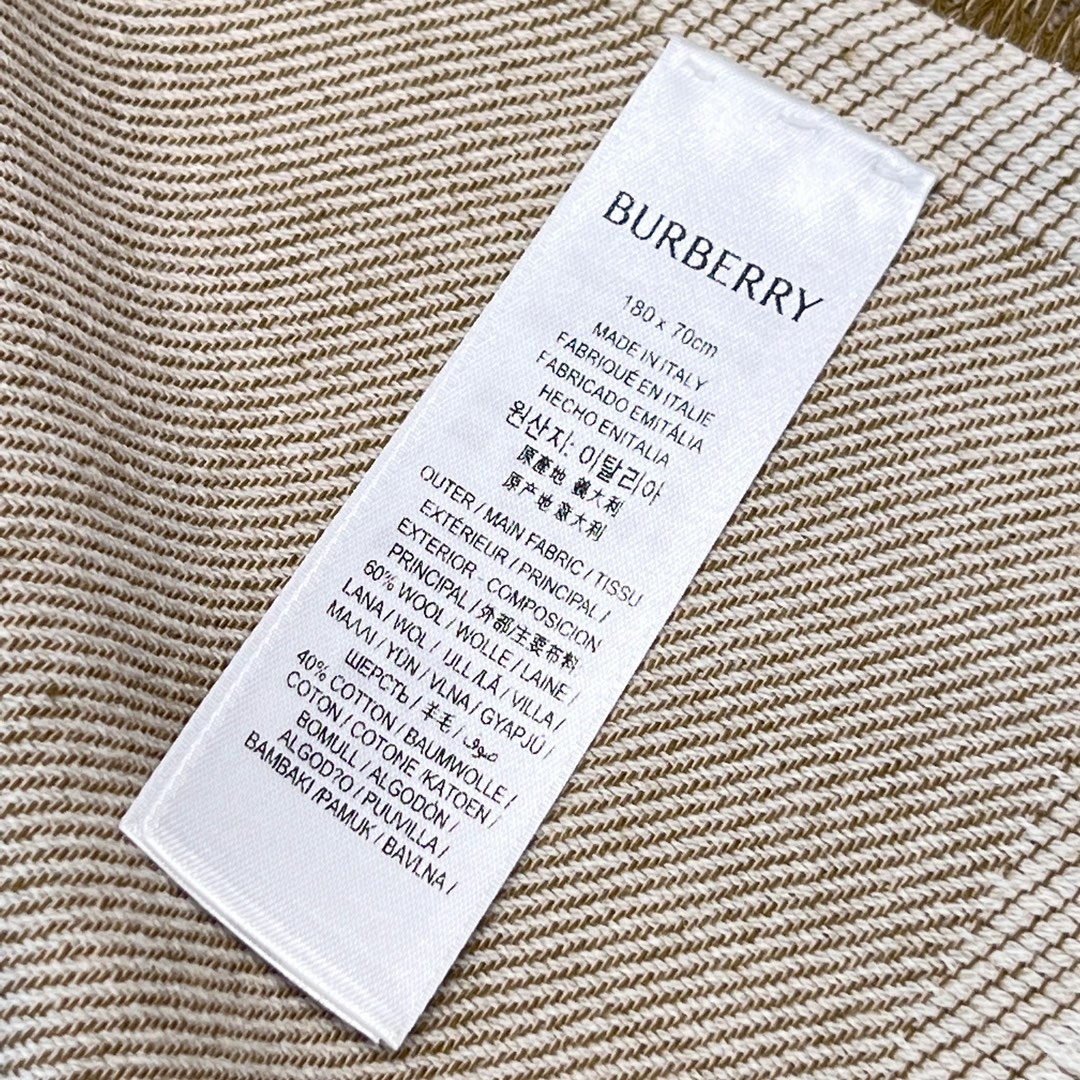 BURBERRY
180 x 70cm
MADE IN ITALY
FABRIQUÉ EN ITALIE
FABRICADO EMITÁLIA
HECHO ENITALIA
원산지: 이탈리아
原產地 義大利
原产地 意大利
OUTER / MAIN FABRIC / TISSU
EXTÉRIEUR / PRINCIPAL /
EXTERIOR - COMPOSICION
PRINCIPAL / 外部/主要布料
60% WOOL / WOLLE / LAINE /
LANA / WOL / ULL /LÃ / VILLA /
ΜΑΛΛΙ / YÜN / VLNA / GYAPJÚ /
ШЕРСТЬ / 羊毛 / صوف
40% COTTON / BAUMWOLLE /
COTON / COTONE /KATOEN /
BOMULL / ALGODÓN /
ALGOD?O / PUUVILLA /
BAMBAKI /PAMUK / BAVLNA /